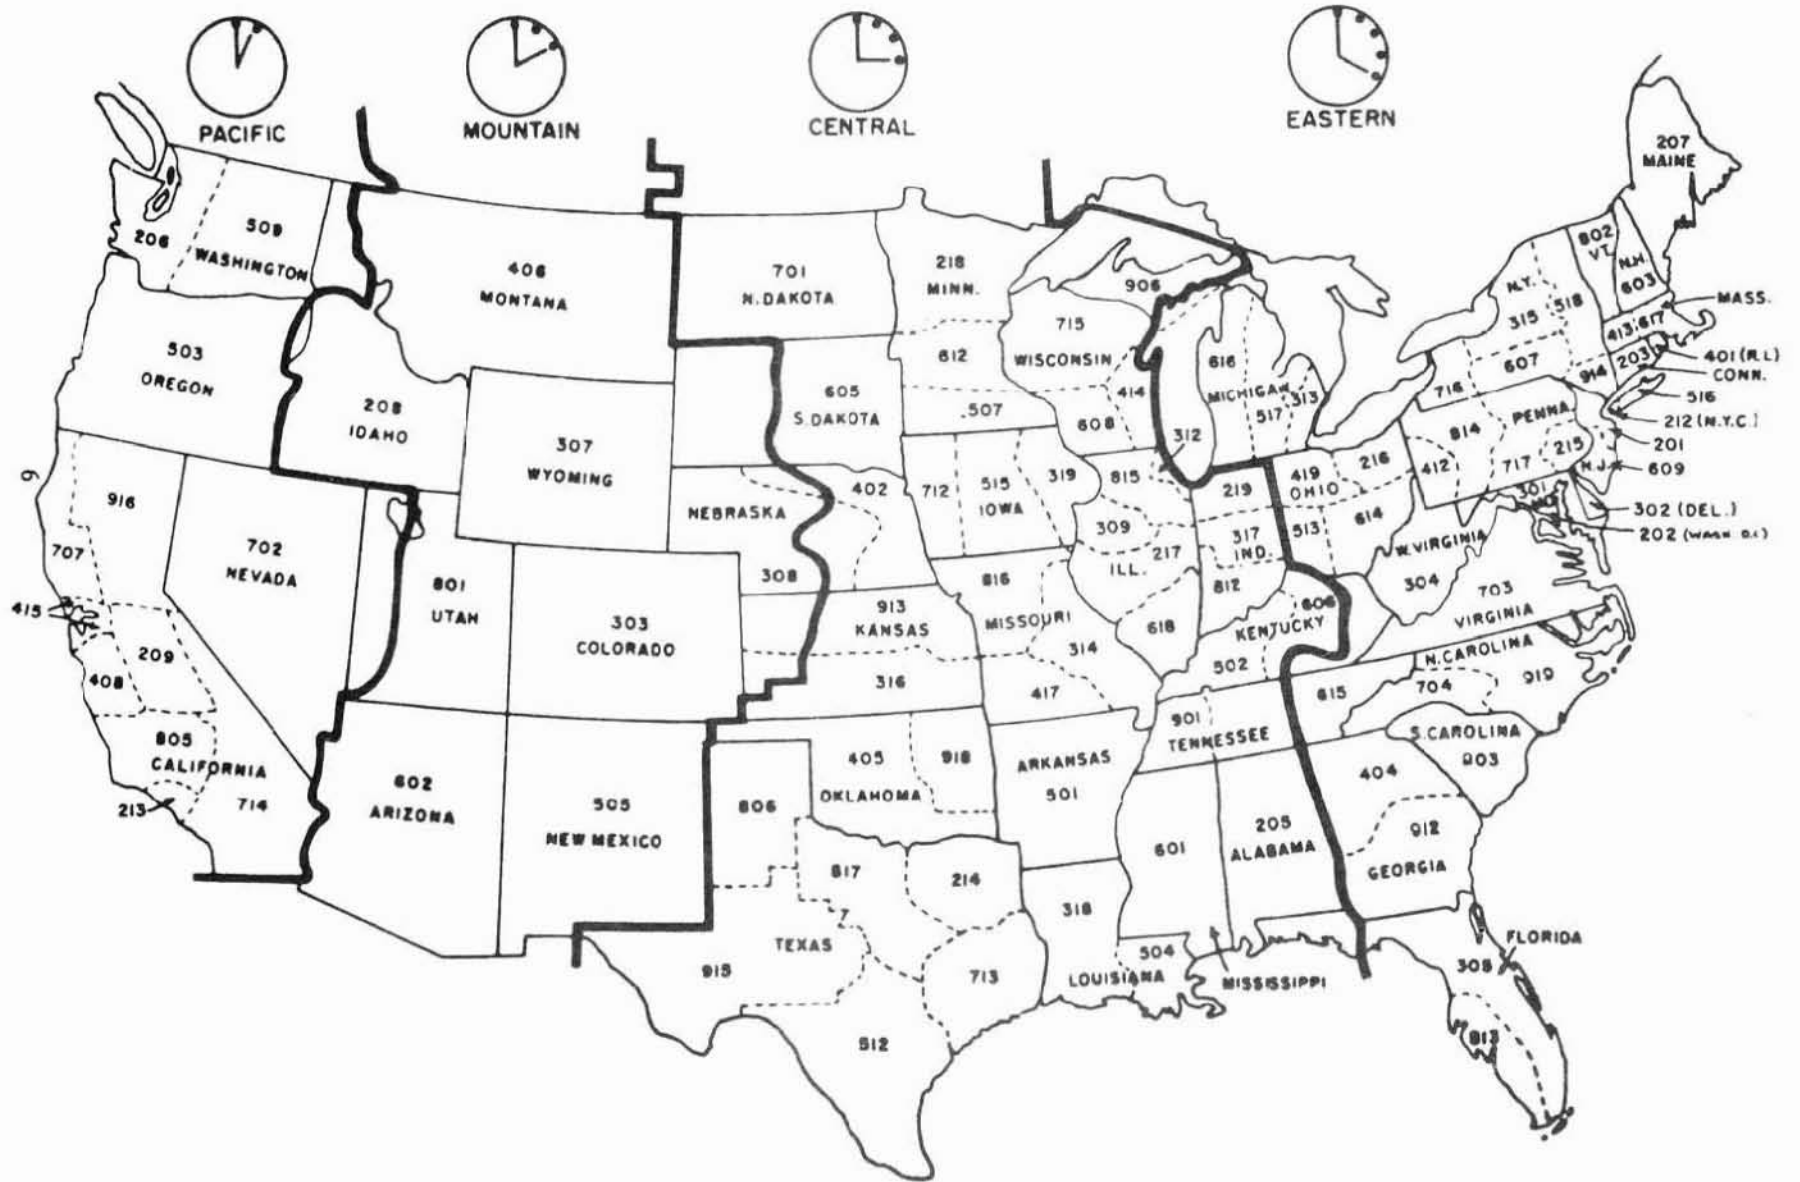 PACIFIC
MOUNTAIN
CENTRAL
EASTERN
207
MAINE
206
509
WASHINGTON
406
MONTANA
701
N.DAKOTA
218
MINN.
906
802
VT.
N.H.
603
MASS.
N.Y.
315
518
413
617
503
OREGON
208
IDAHO
307
WYOMING
605
S.DAKOTA
612
507
715
WISCONSIN
414
608
616
MICHIGAN
517
313
312
716
607
914
203
401 (R.I.)
CONN.
516
212 (N.Y.C.)
201
609
N.J.
PENNA.
814
215
717
412
301
MD.
302 (DEL.)
202 (WASH. D.C.)
916
707
415
702
NEVADA
801
UTAH
303
COLORADO
NEBRASKA
402
308
712
515
IOWA
319
815
309
217
ILL.
618
219
317
IND.
812
419
OHIO
216
513
614
W.VIRGINIA
304
703
VIRGINIA
209
408
805
CALIFORNIA
213
714
913
KANSAS
316
816
MISSOURI
314
417
606
KENTUCKY
502
N.CAROLINA
704
919
615
901
TENNESSEE
S.CAROLINA
803
602
ARIZONA
505
NEW MEXICO
806
405
OKLAHOMA
918
ARKANSAS
501
404
912
GEORGIA
205
ALABAMA
601
MISSISSIPPI
817
214
TEXAS
915
713
512
318
504
LOUISIANA
FLORIDA
305
813